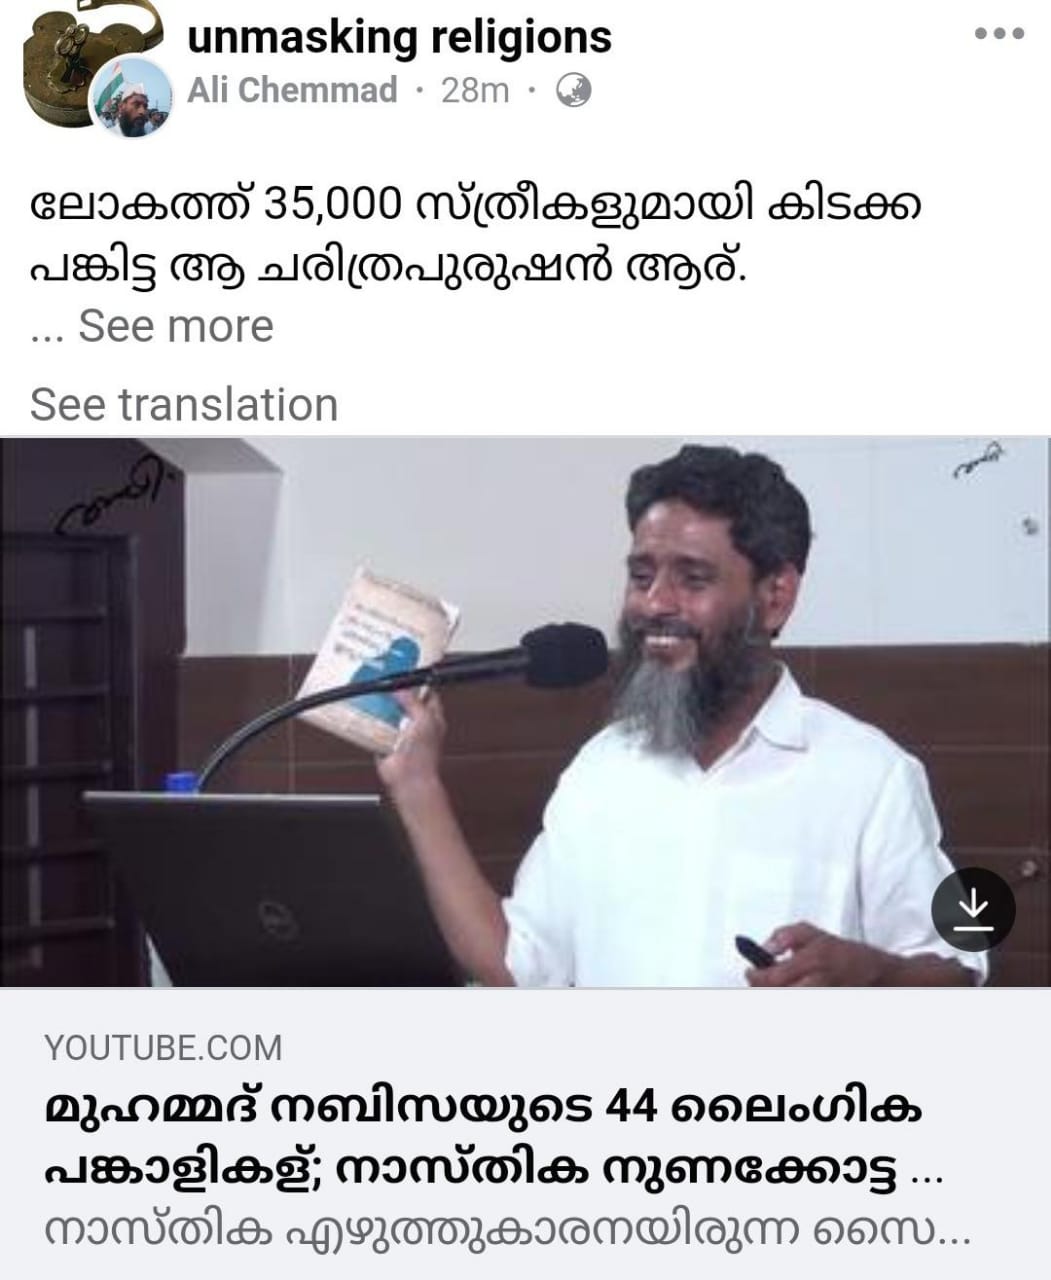 unmasking religions
Ali Chemmad · 28m ·
ലോകത്ത് 35,000 സ്ത്രീകളുമായി കിടക്ക
പങ്കിട്ട ആ ചരിത്രപുരുഷൻ ആര്.
... See more
See translation
YOUTUBE.COM
മുഹമ്മദ് നബിസയുടെ 44 ലൈംഗിക
പങ്കാളികള്; നാസ്തിക നുണക്കോട്ട ...
നാസ്തിക എഴുത്തുകാരനയിരുന്ന സൈ...